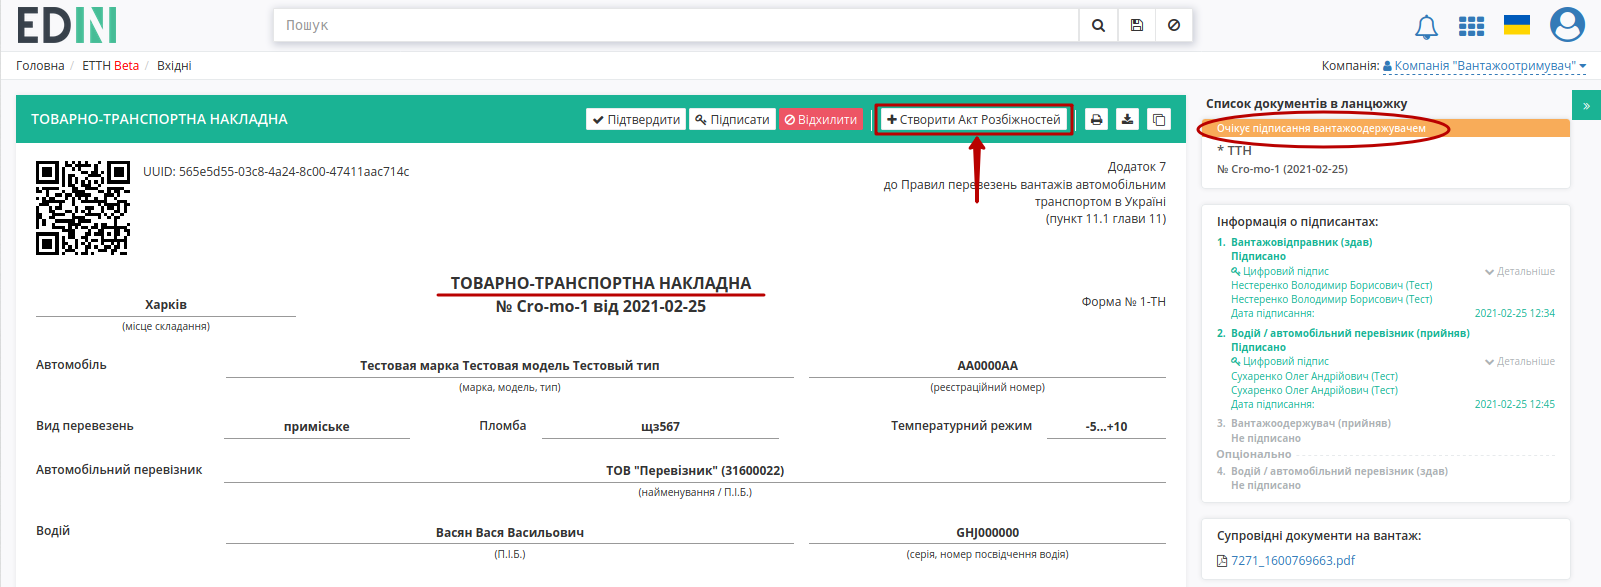 EDIN
Пошук
Головна / ЕТТН Beta / Вхідні
Компанія: Компанія "Вантажоотримувач"
ТОВАРНО-ТРАНСПОРТНА НАКЛАДНА
Підтвердити
Підписати
Відхилити
Створити Акт Розбіжностей
UUID: 565e5d55-03c8-4a24-8c00-47411aac714c
Додаток 7
до Правил перевезень вантажів автомобільним
транспортом в Україні
(пункт 11.1 глави 11)
ТОВАРНО-ТРАНСПОРТНА НАКЛАДНА
№ Cro-mo-1 від 2021-02-25
Харків
(місце складання)
Форма № 1-ТН
Автомобіль
Тестовая марка Тестовая модель Тестовый тип
(марка, модель, тип)
АА0000АА
(реєстраційний номер)
Вид перевезень
приміське
Пломба
щз567
Температурний режим
-5...+10
Автомобільний перевізник
ТОВ "Перевізник" (31600022)
(найменування / П.І.Б.)
Водій
Васян Вася Васильович
(П.І.Б.)
GHJ000000
(серія, номер посвідчення водія)
Список документів в ланцюжку
»
Очікує підписання вантажоодержувачем
* ТТН
№ Cro-mo-1 (2021-02-25)
Інформація о підписантах:
1. Вантажовідправник (здав)
Підписано
Цифровий підпис
Детальніше
Нестеренко Володимир Борисович (Тест)
Нестеренко Володимир Борисович (Тест)
Дата підписання: 2021-02-25 12:34
2. Водій / автомобільний перевізник (прийняв)
Підписано
Цифровий підпис
Детальніше
Сухаренко Олег Андрійович (Тест)
Сухаренко Олег Андрійович (Тест)
Дата підписання: 2021-02-25 12:45
3. Вантажоодержувач (прийняв)
Не підписано
Опціонально
4. Водій / автомобільний перевізник (здав)
Не підписано
Супровідні документи на вантаж:
7271_1600769663.pdf